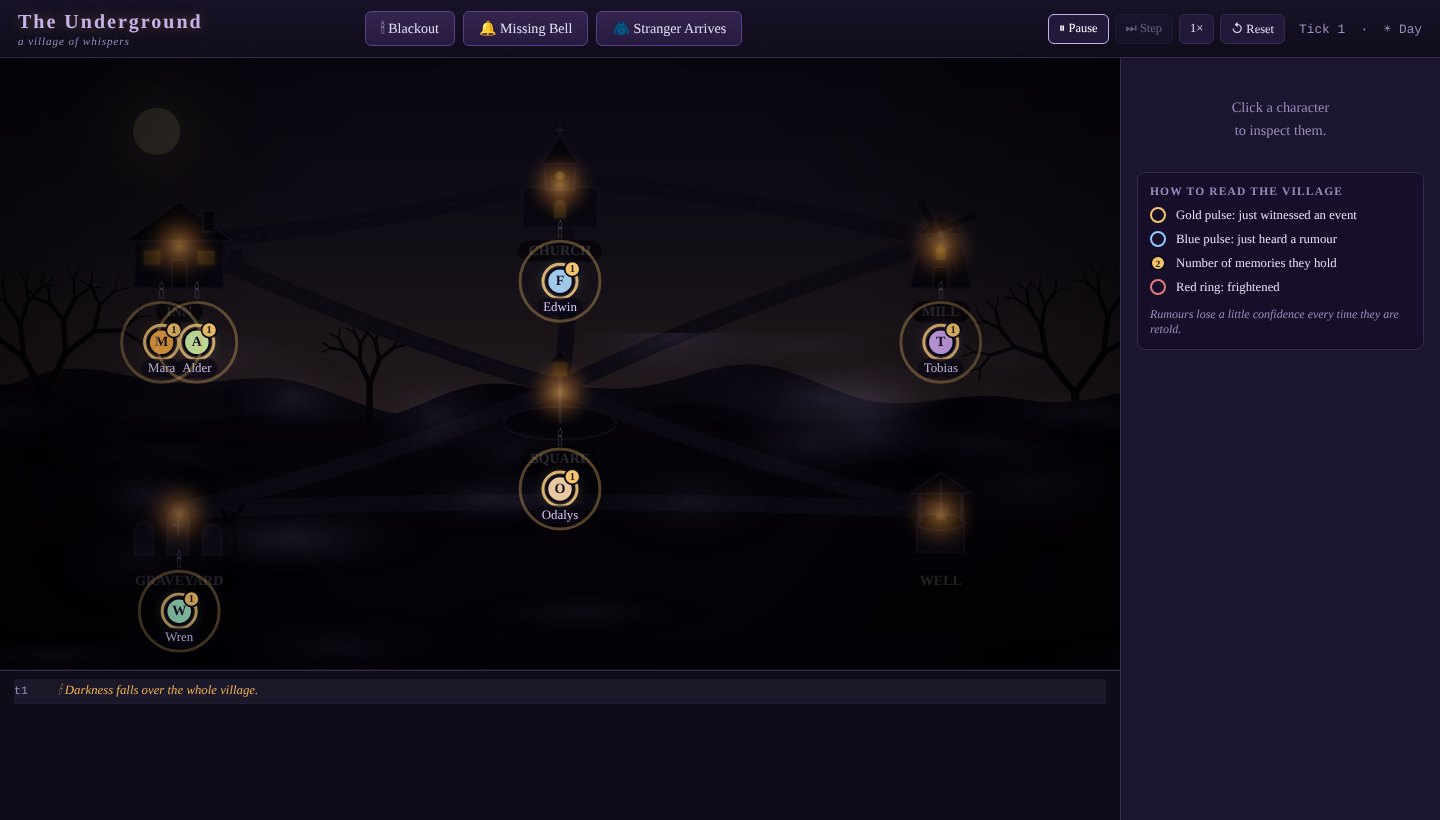 The Underground
a village of whispers
Blackout
Missing Bell
Stranger Arrives
Pause
Step
1×
Reset
Tick 1 · Day
Click a character
to inspect them.
HOW TO READ THE VILLAGE
Gold pulse: just witnessed an event
Blue pulse: just heard a rumour
2 Number of memories they hold
Red ring: frightened
Rumours lose a little confidence every time they are
retold.
CHURCH
F 1
Edwin
INN
M 1
A 1
Mara Alder
MILL
T 1
Tobias
SQUARE
O 1
Odalys
GRAVEYARD
W 1
Wren
WELL
t1 Darkness falls over the whole village.